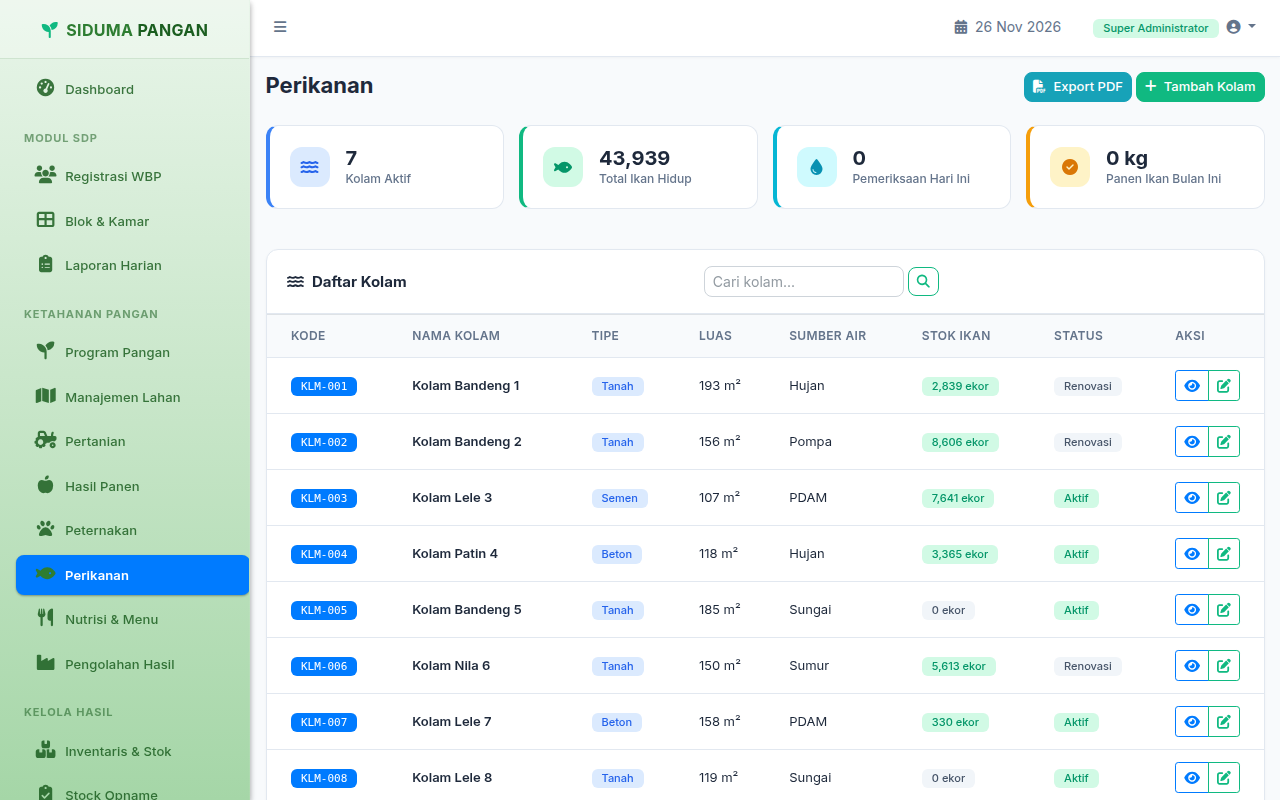 SIDUMA PANGAN
26 Nov 2026
Super Administrator
Dashboard
MODUL SDP
Registrasi WBP
Blok & Kamar
Laporan Harian
KETAHANAN PANGAN
Program Pangan
Manajemen Lahan
Pertanian
Hasil Panen
Peternakan
Perikanan
Nutrisi & Menu
Pengolahan Hasil
KELOLA HASIL
Inventaris & Stok
Stock Opname
Perikanan
Export PDF
Tambah Kolam
7
Kolam Aktif
43,939
Total Ikan Hidup
0
Pemeriksaan Hari Ini
0 kg
Panen Ikan Bulan Ini
Daftar Kolam
Cari kolam...
KODE NAMA KOLAM TIPE LUAS SUMBER AIR STOK IKAN STATUS AKSI
KLM-001 Kolam Bandeng 1 Tanah 193 m² Hujan 2,839 ekor Renovasi
KLM-002 Kolam Bandeng 2 Tanah 156 m² Pompa 8,606 ekor Renovasi
KLM-003 Kolam Lele 3 Semen 107 m² PDAM 7,641 ekor Aktif
KLM-004 Kolam Patin 4 Beton 118 m² Hujan 3,365 ekor Aktif
KLM-005 Kolam Bandeng 5 Tanah 185 m² Sungai 0 ekor Aktif
KLM-006 Kolam Nila 6 Tanah 150 m² Sumur 5,613 ekor Renovasi
KLM-007 Kolam Lele 7 Beton 158 m² PDAM 330 ekor Aktif
KLM-008 Kolam Lele 8 Tanah 119 m² Sungai 0 ekor Aktif